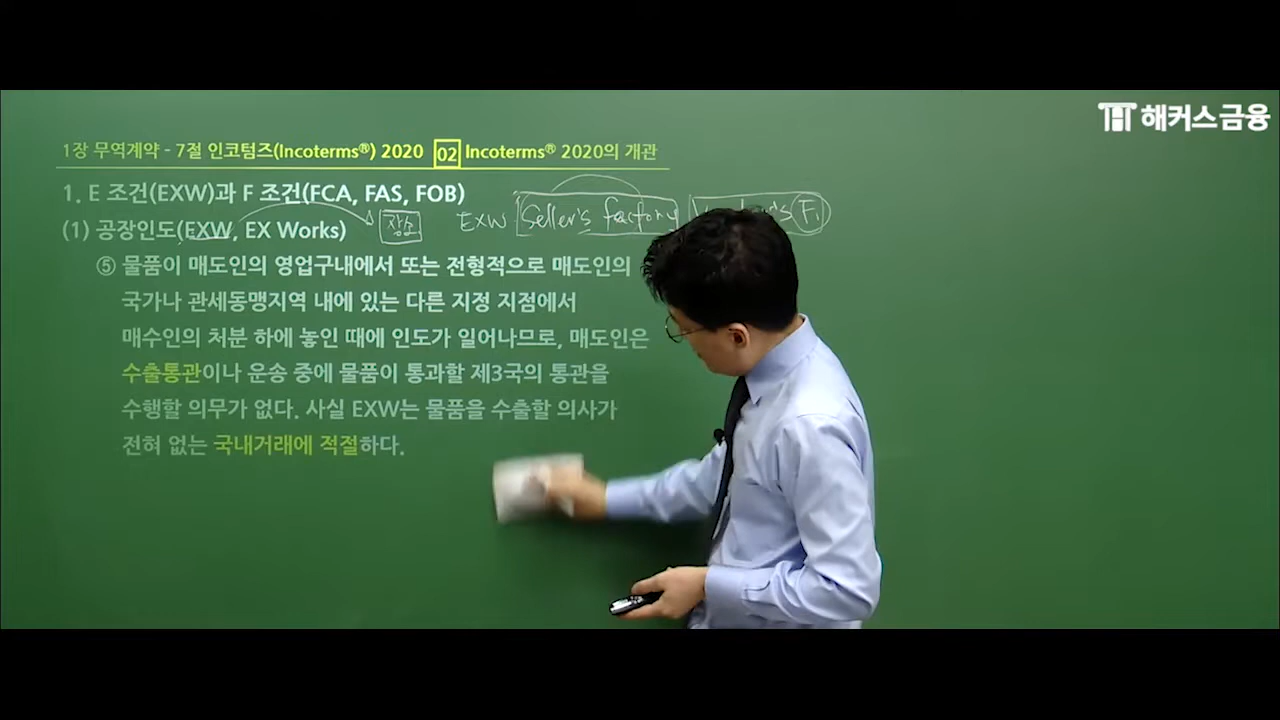 해커스금융
1장 무역계약 - 7절 인코텀즈(Incoterms®) 2020 02 Incoterms® 2020의 개관
1. E 조건(EXW)과 F 조건(FCA, FAS, FOB)
(1) 공장인도(EXW, EX Works) 장소 EXW Seller's factory
⑤ 물품이 매도인의 영업구내에서 또는 전형적으로 매도인의
국가나 관세동맹지역 내에 있는 다른 지정 지점에서
매수인의 처분 하에 놓인 때에 인도가 일어나므로, 매도인은
수출통관이나 운송 중에 물품이 통과할 제3국의 통관을
수행할 의무가 없다. 사실 EXW는 물품을 수출할 의사가
전혀 없는 국내거래에 적절하다.